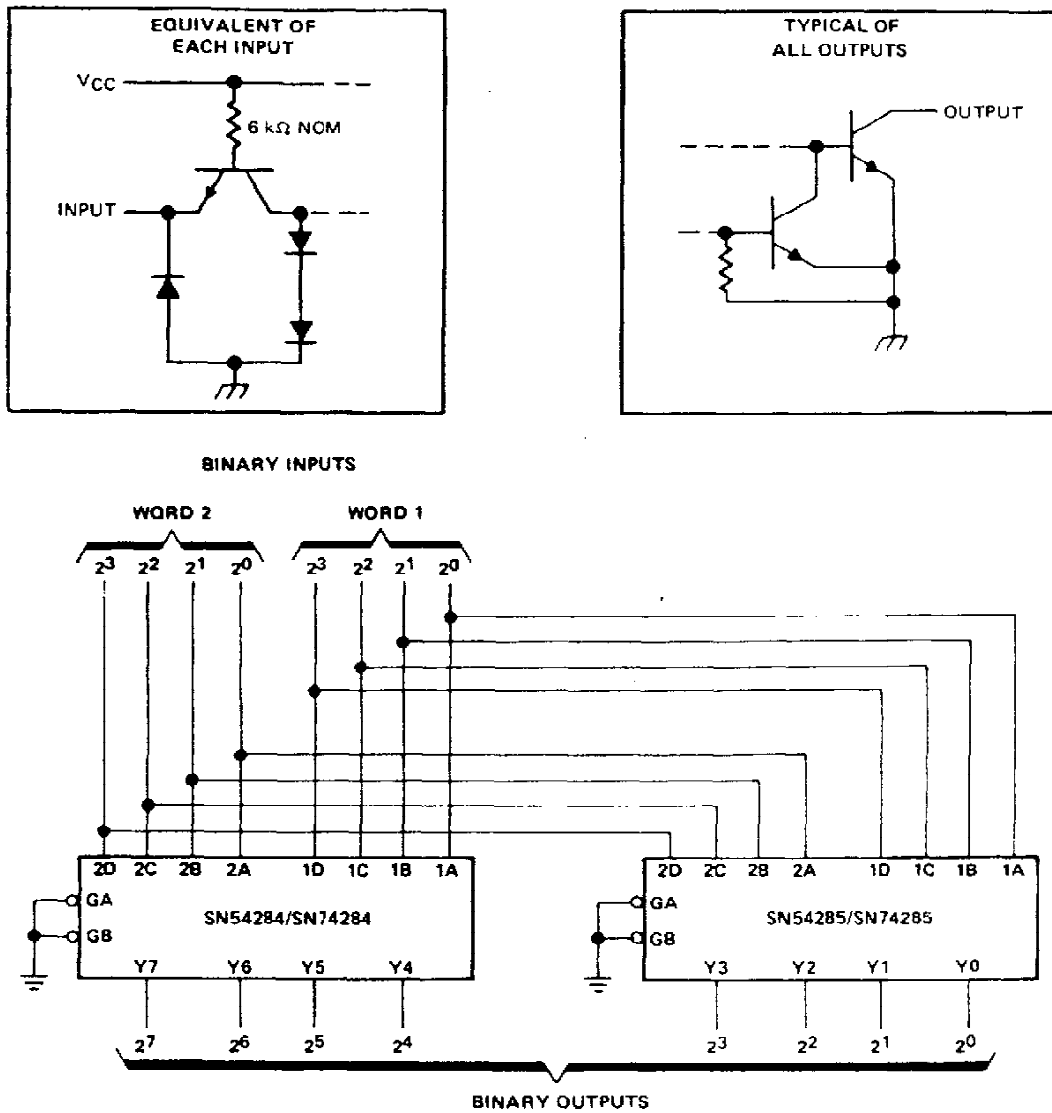 EQUIVALENT OF
EACH INPUT
VCC
6 kΩ NOM
INPUT
TYPICAL OF
ALL OUTPUTS
OUTPUT
BINARY INPUTS
WORD 2 WORD 1
2³ 2² 2¹ 2⁰ 2³ 2² 2¹ 2⁰
2D 2C 2B 2A 1D 1C 1B 1A 2D 2C 2B 2A 1D 1C 1B 1A
GA SN54284/SN74284 GA SN54285/SN74285
GB GB
Y7 Y6 Y5 Y4 Y3 Y2 Y1 Y0
2⁷ 2⁶ 2⁵ 2⁴ 2³ 2² 2¹ 2⁰
BINARY OUTPUTS